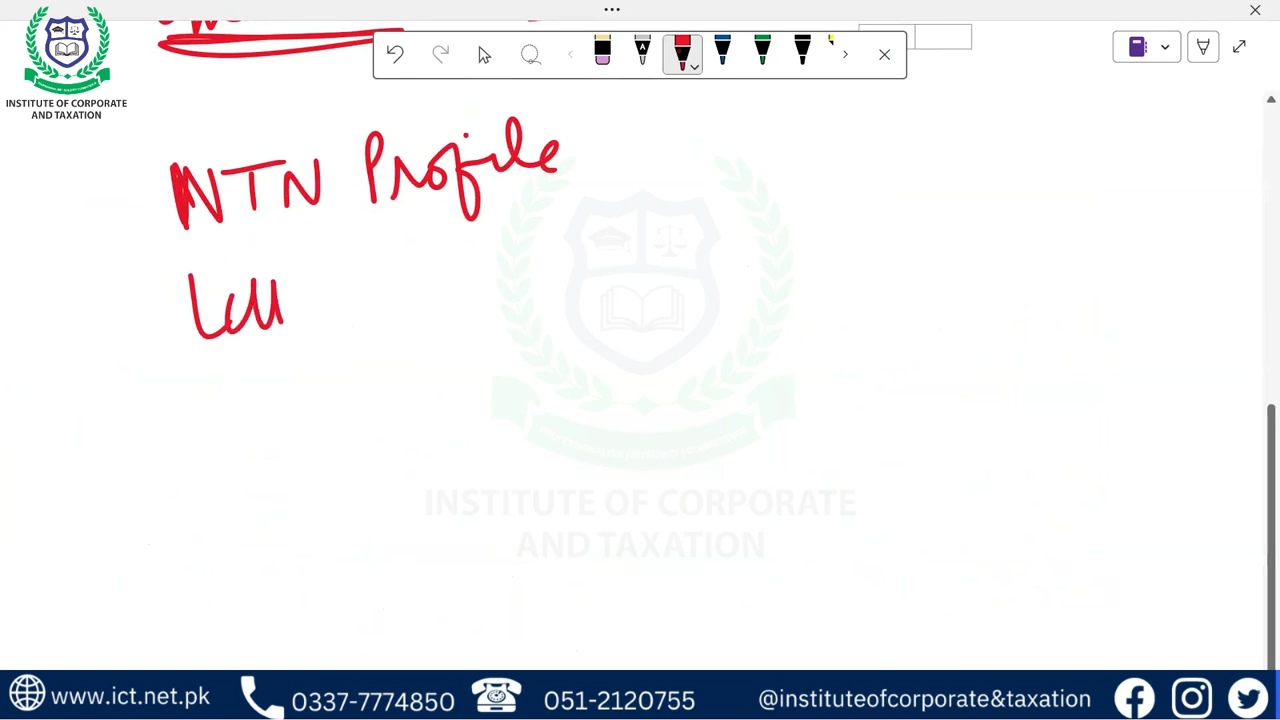 INSTITUTE OF CORPORATE
AND TAXATION
NTN Profile
INSTITUTE OF CORPORATE
AND TAXATION
www.ict.net.pk
0337-7774850
051-2120755
@instituteofcorporate&taxation